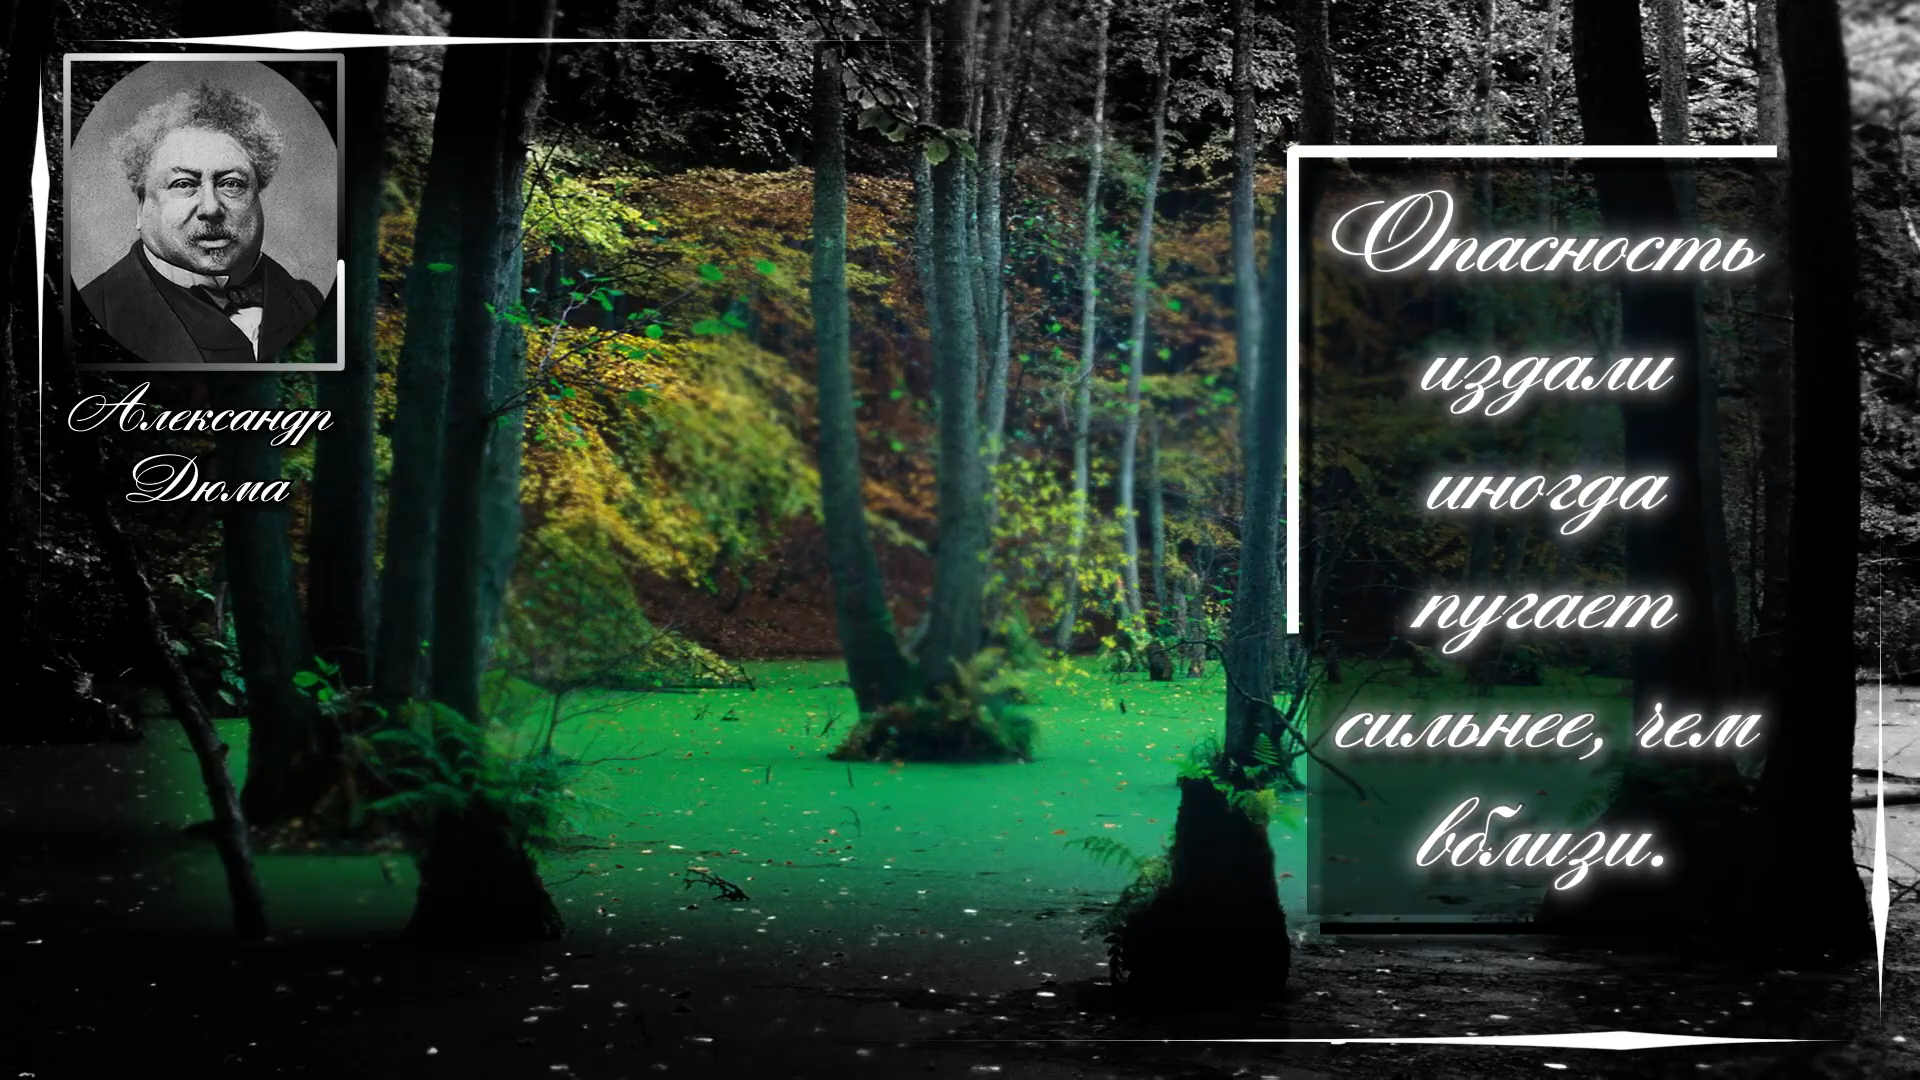 Александр
Дюма
Опасность
издали
иногда
пугает
сильнее, чем
вблизи.